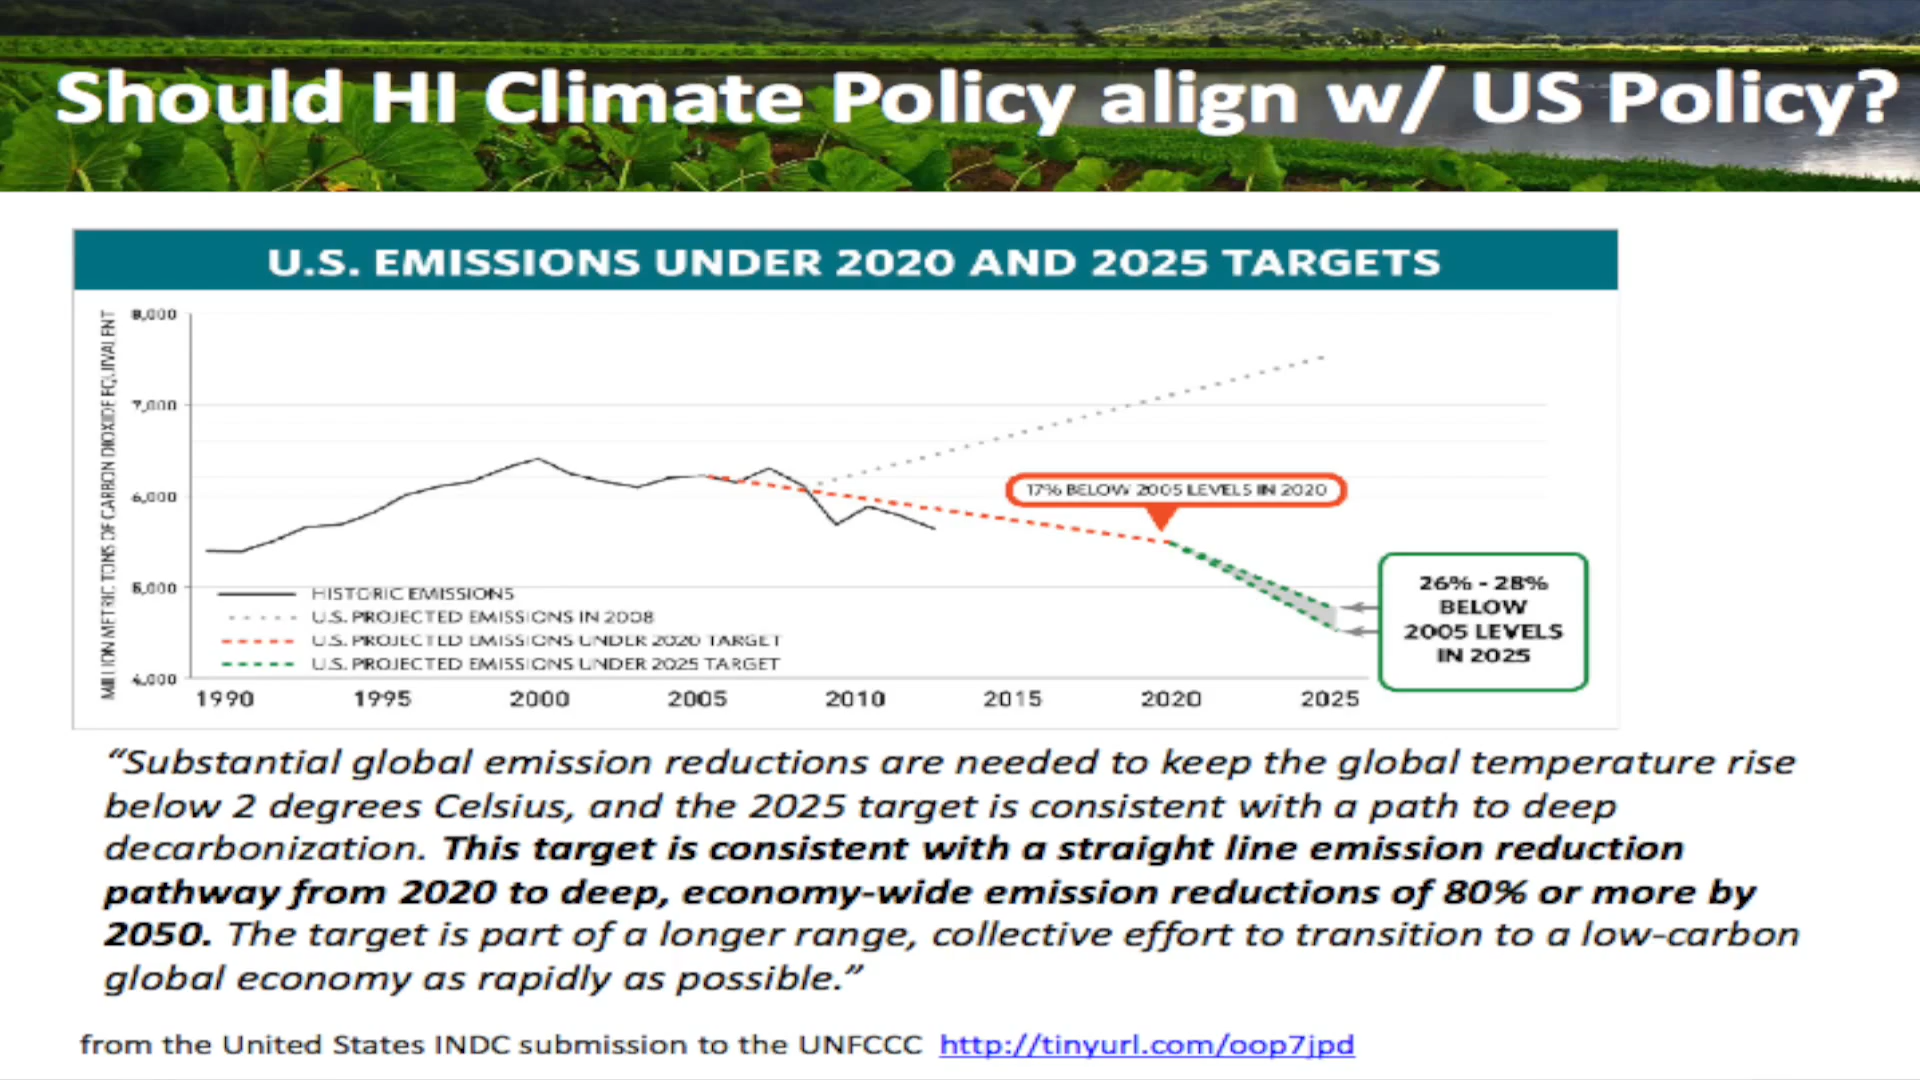 Should HI Climate Policy align w/ US Policy?
U.S. EMISSIONS UNDER 2020 AND 2025 TARGETS
MILLION METRIC TONS OF CARBON DIOXIDE EQUIVALENT
8,000
7,000
6,000
5,000
4,000
17% BELOW 2005 LEVELS IN 2020
26% - 28%
BELOW
2005 LEVELS
IN 2025
HISTORIC EMISSIONS
U.S. PROJECTED EMISSIONS IN 2008
U.S. PROJECTED EMISSIONS UNDER 2020 TARGET
U.S. PROJECTED EMISSIONS UNDER 2025 TARGET
1990 1995 2000 2005 2010 2015 2020 2025
“Substantial global emission reductions are needed to keep the global temperature rise
below 2 degrees Celsius, and the 2025 target is consistent with a path to deep
decarbonization. This target is consistent with a straight line emission reduction
pathway from 2020 to deep, economy-wide emission reductions of 80% or more by
2050. The target is part of a longer range, collective effort to transition to a low-carbon
global economy as rapidly as possible.”
from the United States INDC submission to the UNFCCC http://tinyurl.com/oop7jpd